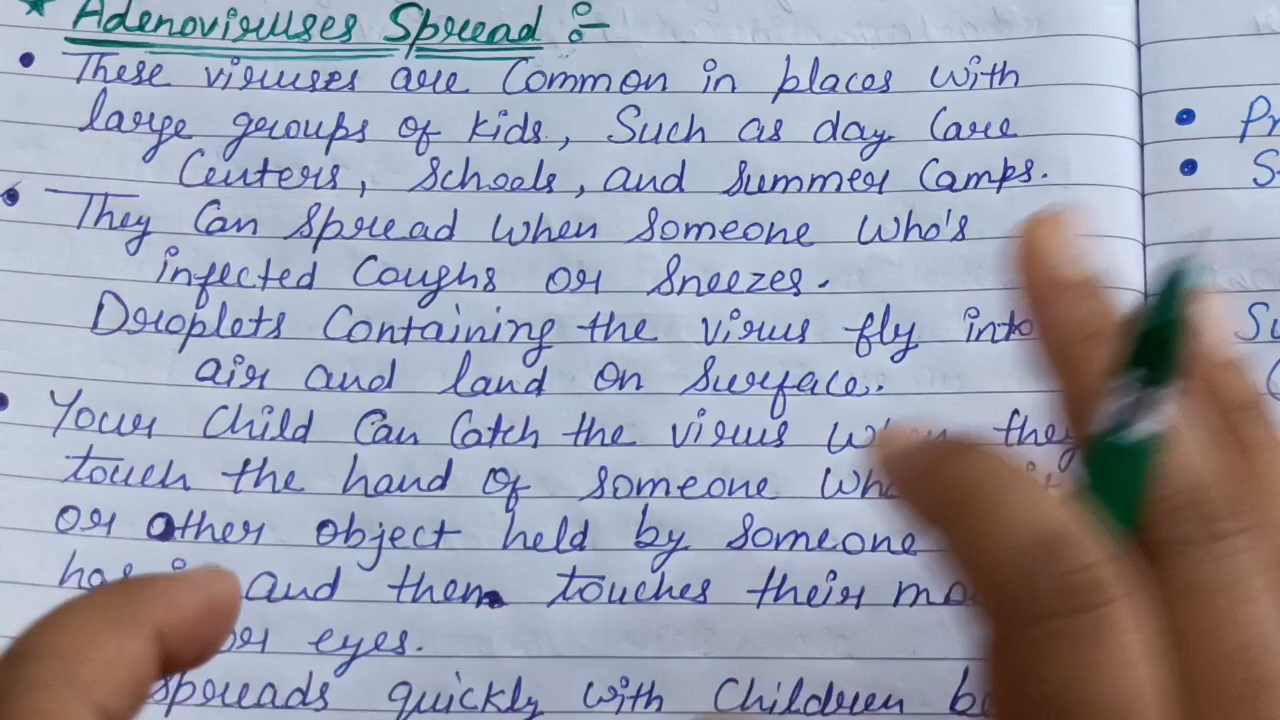 * Adenoviruses Spread :-
• These viruses are Common in places with
large groups of kids, Such as day Care
Centers, Schools, and Summer Camps.
• They Can Spread when Someone Who's
infected Coughs or Sneezes.
Droplets Containing the virus fly into
air and land on Surface.
• Your Child Can Catch the virus when they
touch the hand of Someone
or other object held by Someone
has and then touches their
or eyes.
spreads quickly with Children
•
•